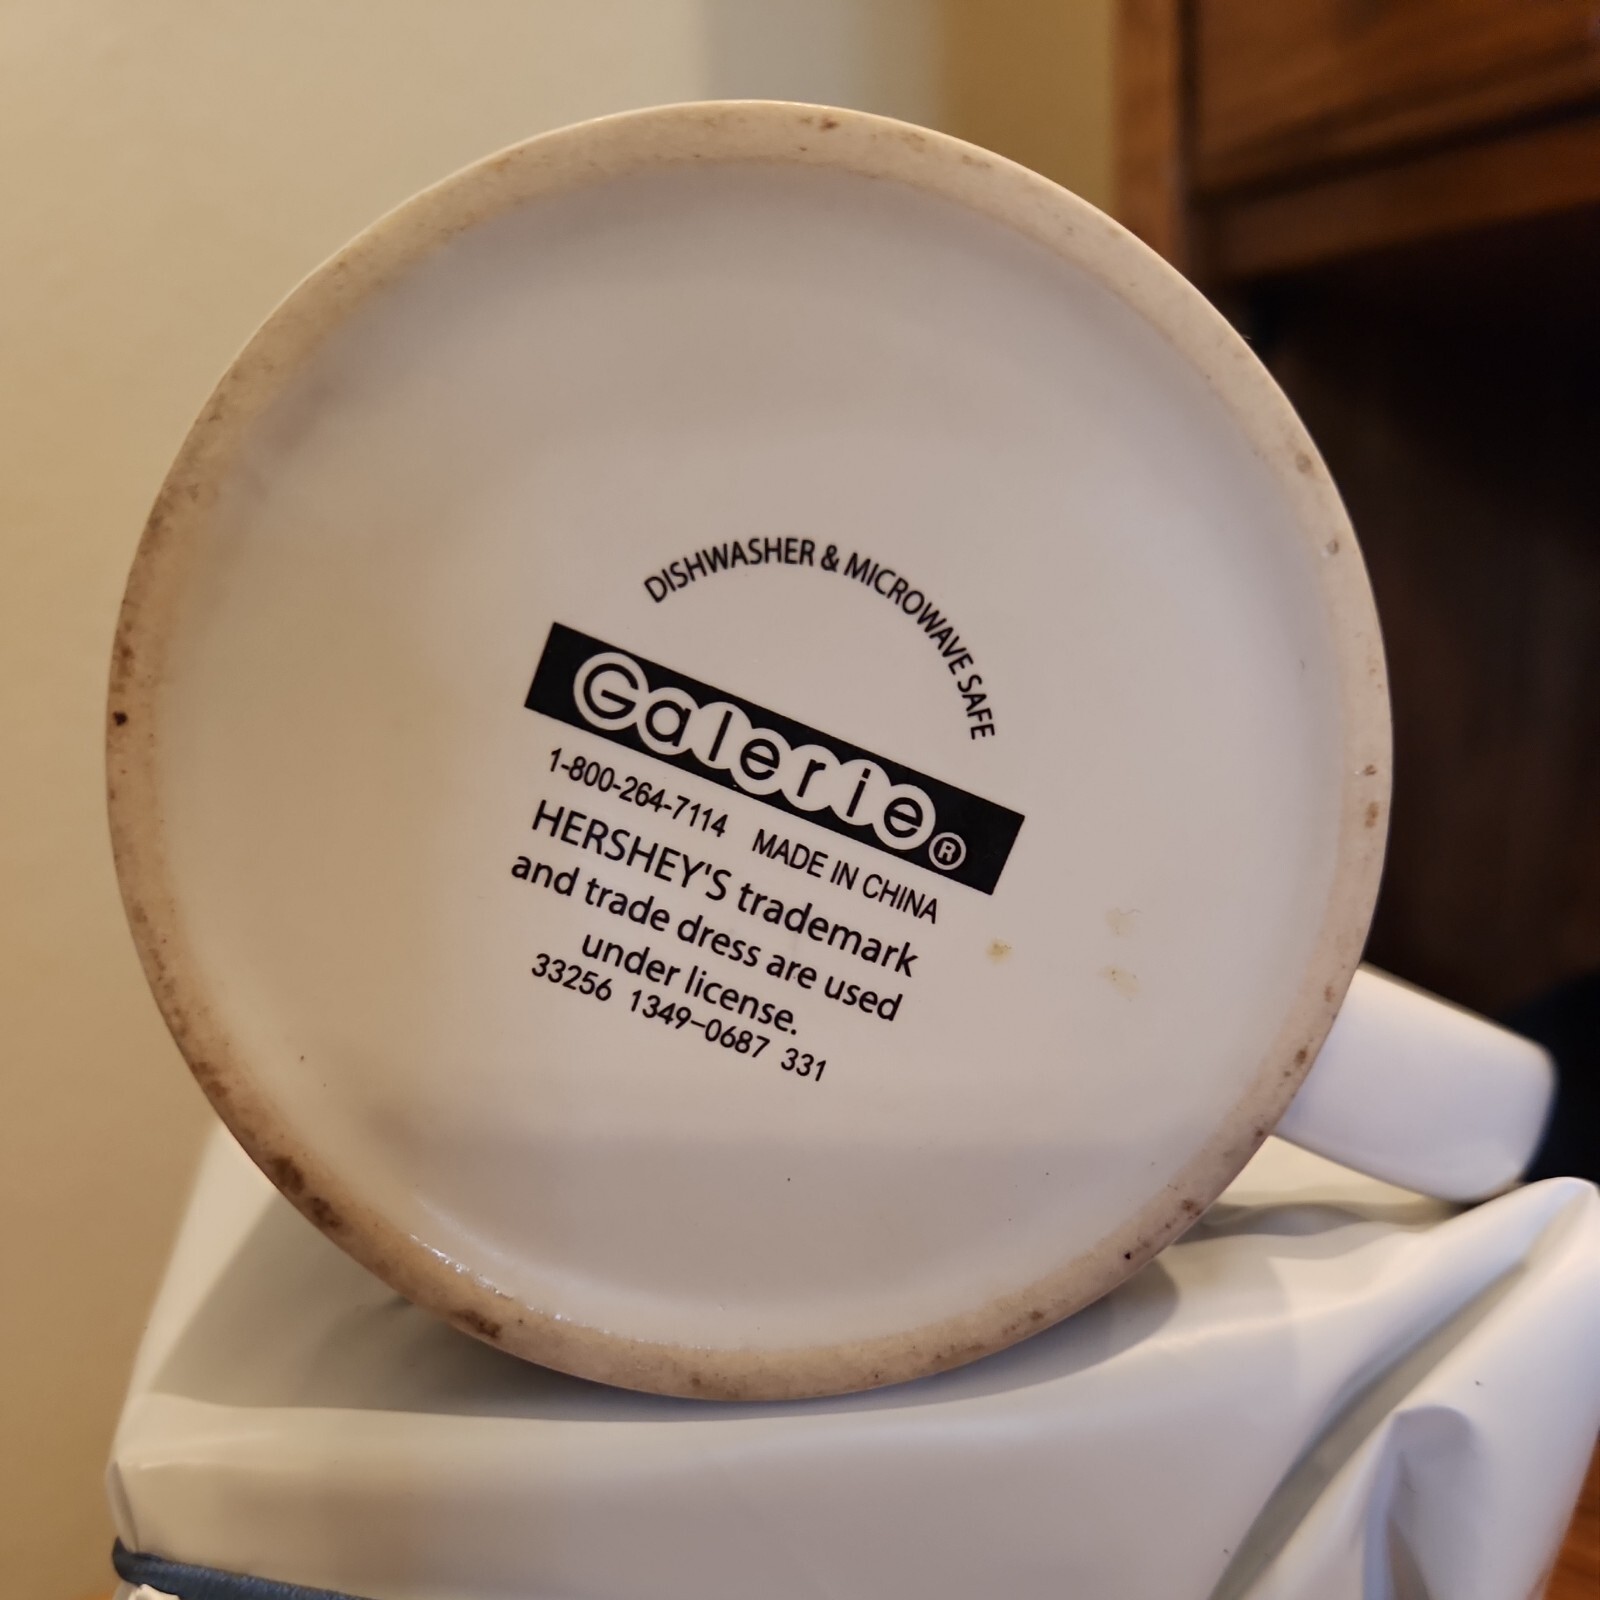 DISHWASHER & MICROWAVE SAFE
Galerie®
1-800-264-7114 MADE IN CHINA
HERSHEY'S trademark
and trade dress are used
under license.
33256 1349-0687 331